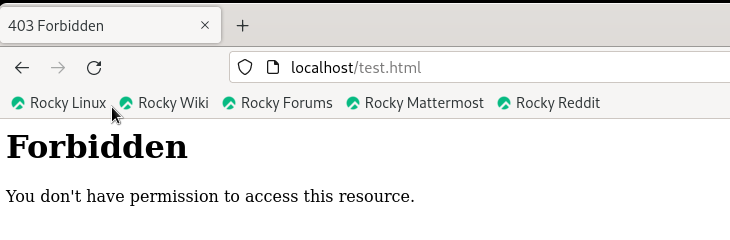 403 Forbidden
localhost/test.html
Rocky Linux Rocky Wiki Rocky Forums Rocky Mattermost Rocky Reddit
Forbidden
You don't have permission to access this resource.